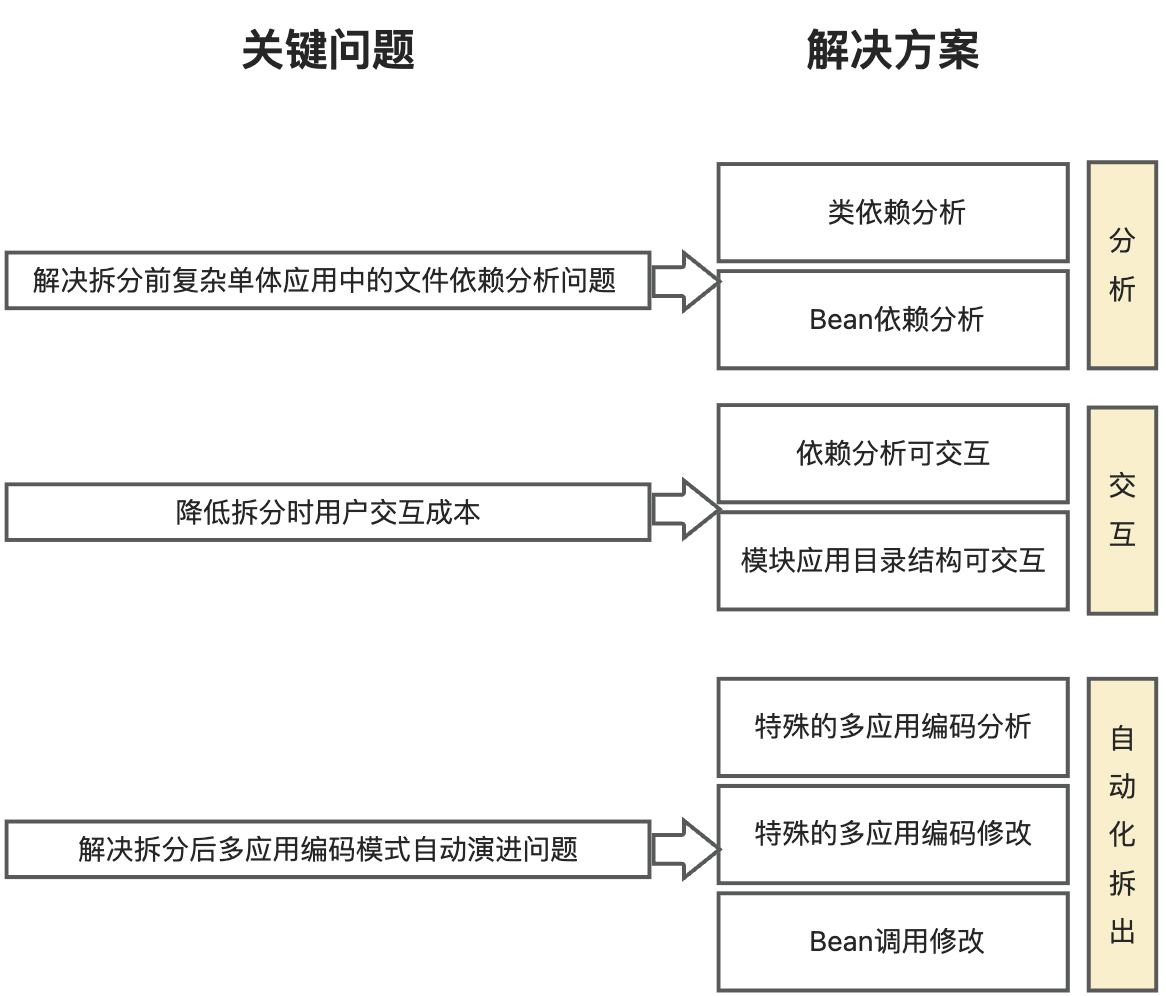 关键问题
解决方案
解决拆分前复杂单体应用中的文件依赖分析问题
类依赖分析
Bean依赖分析
分析
降低拆分时用户交互成本
依赖分析可交互
模块应用目录结构可交互
交互
解决拆分后多应用编码模式自动演进问题
特殊的多应用编码分析
特殊的多应用编码修改
Bean调用修改
自动化拆出